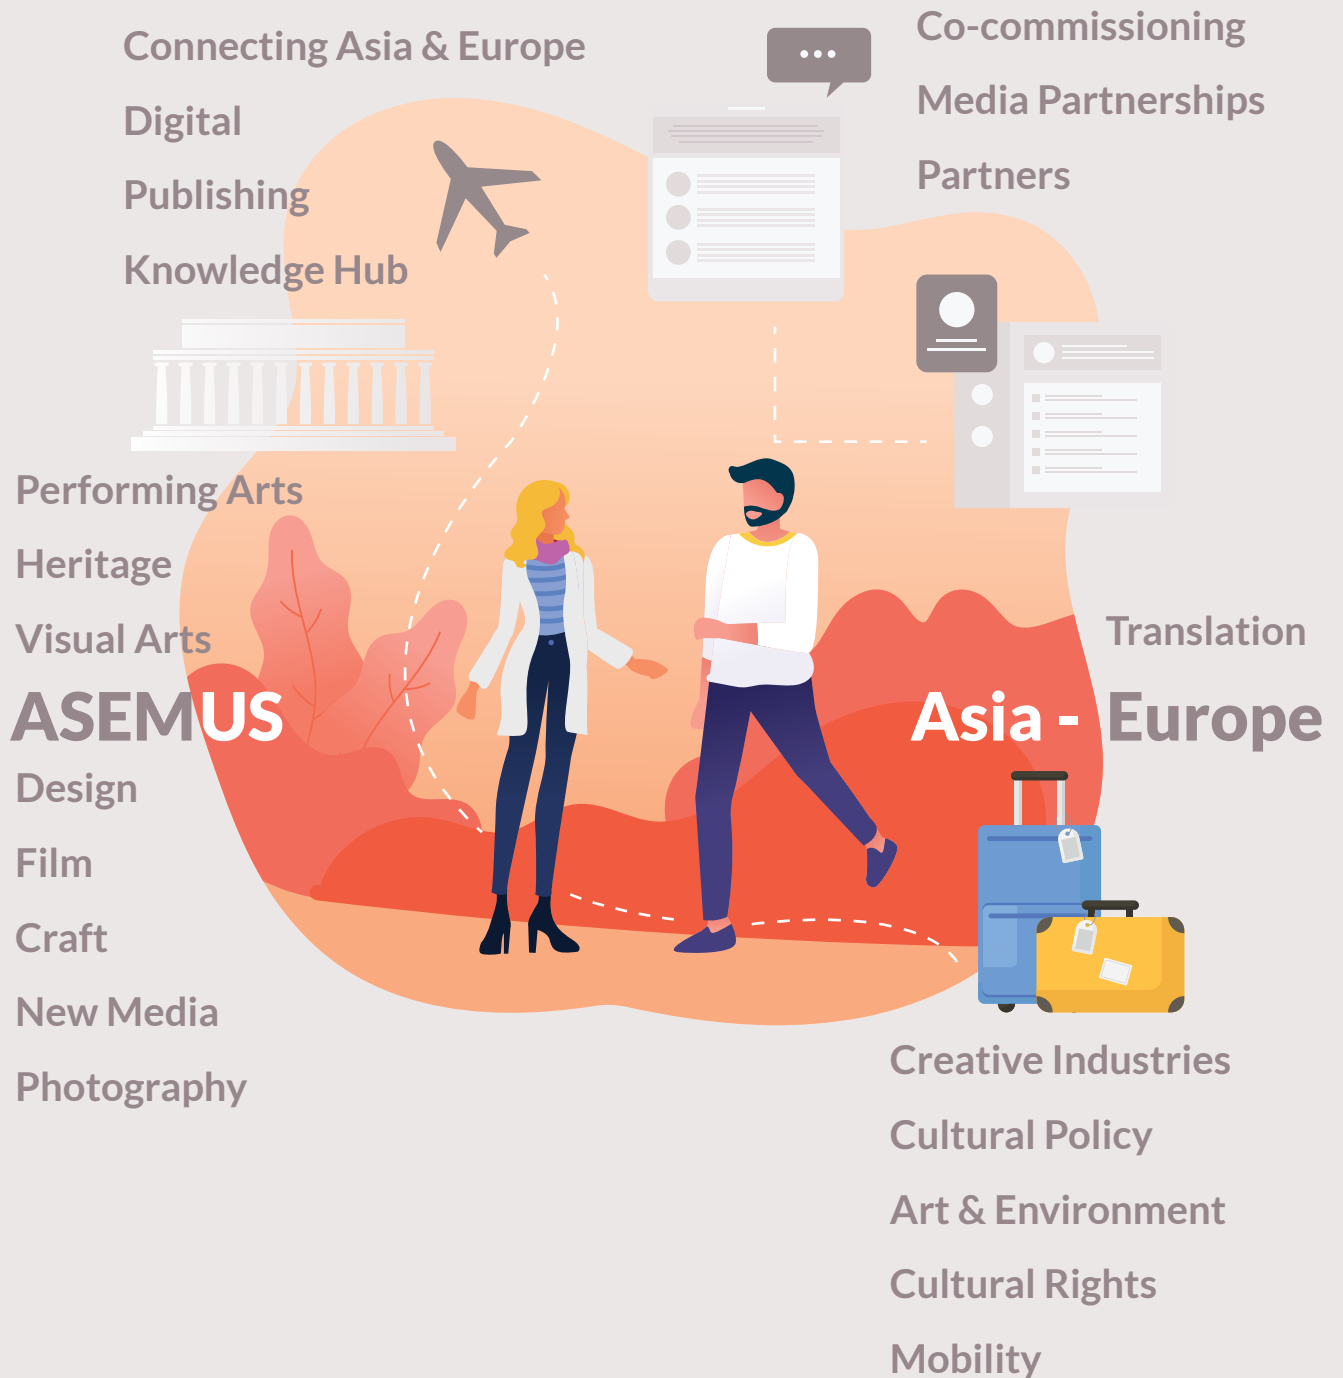 Connecting Asia & Europe
Digital
Publishing
Knowledge Hub
Co-commissioning
Media Partnerships
Partners
Performing Arts
Heritage
Visual Arts
ASEMUS
Design
Film
Craft
New Media
Photography
Translation
Asia - Europe
Creative Industries
Cultural Policy
Art & Environment
Cultural Rights
Mobility